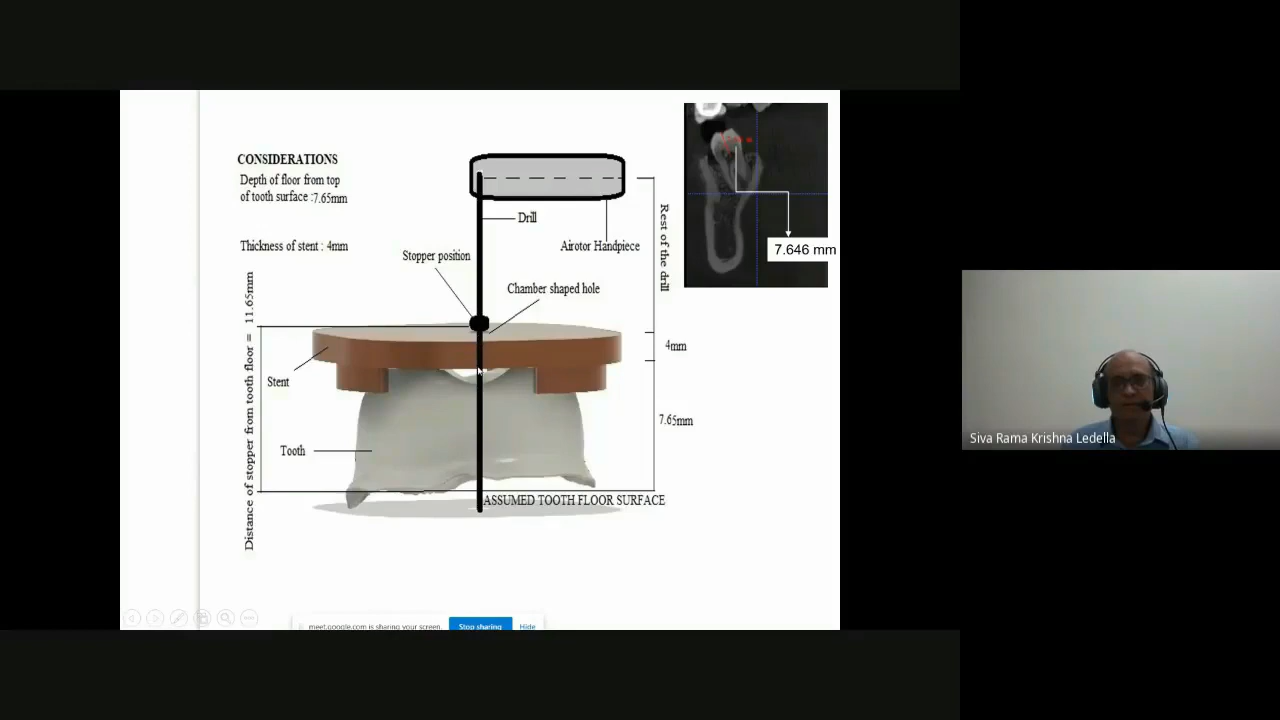 CONSIDERATIONS
Depth of floor from top
of tooth surface :7.65mm
Thickness of stent : 4mm
Drill
Airotor Handpiece
Stopper position
Chamber shaped hole
Rest of the drill
7.646 mm
Distance of stopper from tooth floor = 11.65mm
4mm
Stent
7.65mm
Tooth
ASSUMED TOOTH FLOOR SURFACE
Siva Rama Krishna Ledella
meet.google.com is sharing your screen.
Stop sharing
Hide